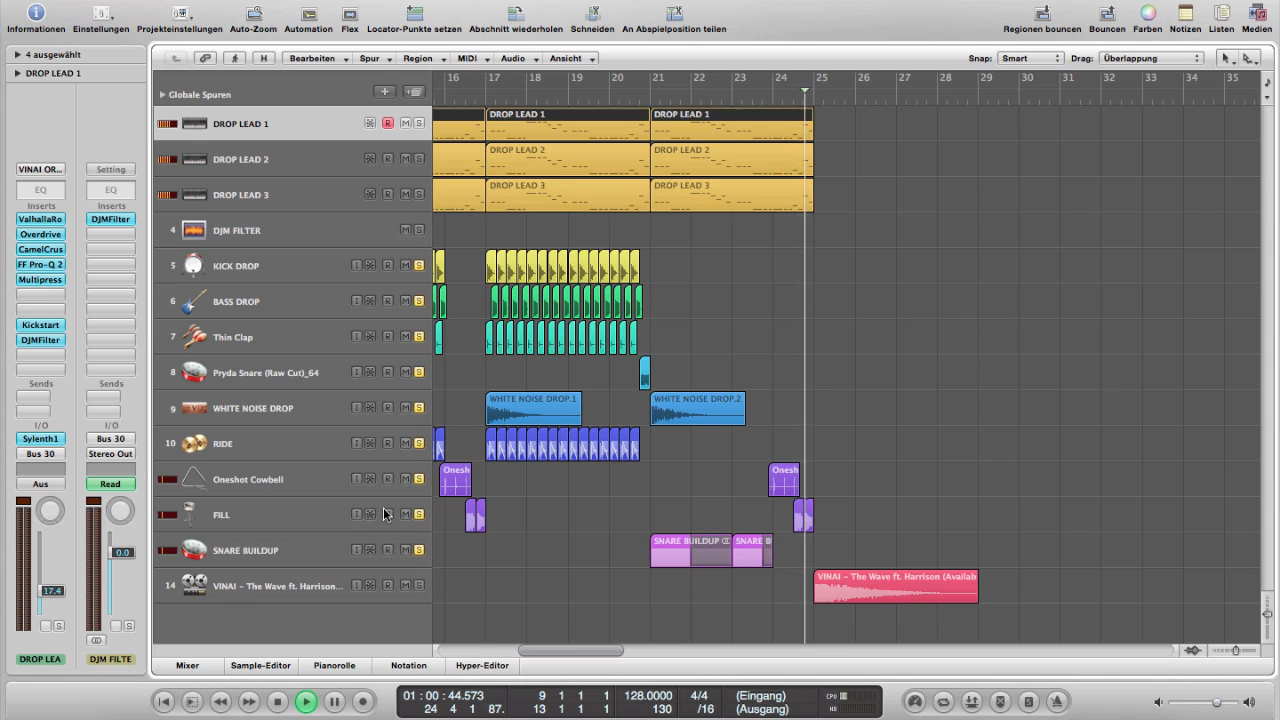 Informationen Einstellungen Projekteinstellungen Auto-Zoom Automation Flex Locator-Punkte setzen Abschnitt wiederholen Schneiden An Abspielposition teilen Regionen bouncen Bouncen Farben Notizen Listen Medien
4 ausgewählt
DROP LEAD 1
H Bearbeiten Spur Region MIDI Audio Ansicht Snap: Smart Drag: Überlappung
16 17 18 19 20 21 22 23 24 25 26 27 28 29 30 31 32 33 34 35
Globale Spuren
DROP LEAD 1 R M S DROP LEAD 1 DROP LEAD 1
DROP LEAD 2 R M S DROP LEAD 2 DROP LEAD 2
DROP LEAD 3 R M S DROP LEAD 3 DROP LEAD 3
4 DJM FILTER M S
5 KICK DROP I R M S
6 BASS DROP I R M S
7 Thin Clap I R M S
8 Pryda Snare (Raw Cut)_64 I R M S
9 WHITE NOISE DROP I R M S WHITE NOISE DROP.1 WHITE NOISE DROP.2
10 RIDE I R M S
Oneshot Cowbell I R M S Onesh Onesh
FILL I M S
SNARE BUILDUP I R M S SNARE BUILDUP SNARE B
14 VINAI – The Wave ft. Harrison... I R M S VINAI – The Wave ft. Harrison (Availab
VINAI OR... Setting
EQ EQ
Inserts Inserts
ValhallaRo DJMFilter
Overdrive
CamelCrus
FF Pro-Q 2
Multipress
Kickstart
DJMFilter
Sends Sends
I/O I/O
Sylenth1 Bus 30
Bus 30 Stereo Out
Aus Read
0.0
17.4
S S
DROP LEA DJM FILTE
Mixer Sample-Editor Pianorolle Notation Hyper-Editor
01 : 00 : 44.573 9 1 1 1 128.0000 4/4 (Eingang) CPU
24 4 1 87. 13 1 1 1 130 /16 (Ausgang) HD